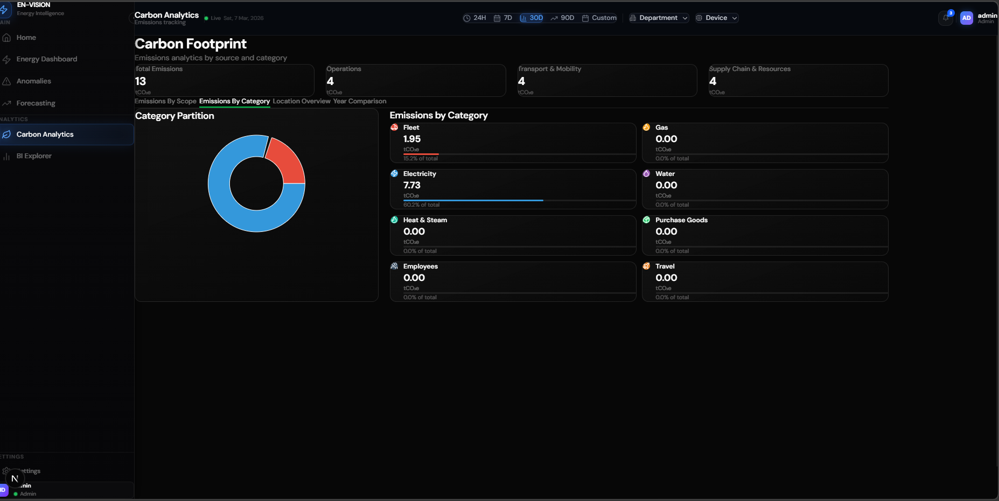 EN-VISION
Energy Intelligence
AIN
Home
Energy Dashboard
Anomalies
Forecasting
NALYTICS
Carbon Analytics
BI Explorer
ETTINGS
ettings
min
Admin
Carbon Analytics
Emissions tracking
Live Sat, 7 Mar, 2026
24H 7D 30D 90D Custom
Department Device
3
AD
admin
Admin
Carbon Footprint
Emissions analytics by source and category
Total Emissions
13
tCO₂e
Operations
4
tCO₂e
Transport & Mobility
4
tCO₂e
Supply Chain & Resources
4
tCO₂e
Emissions By Scope Emissions By Category Location Overview Year Comparison
Category Partition
Emissions by Category
Fleet
1.95
tCO₂e
15.2% of total
Gas
0.00
tCO₂e
0.0% of total
Electricity
7.73
tCO₂e
60.2% of total
Water
0.00
tCO₂e
0.0% of total
Heat & Steam
0.00
tCO₂e
0.0% of total
Purchase Goods
0.00
tCO₂e
0.0% of total
Employees
0.00
tCO₂e
0.0% of total
Travel
0.00
tCO₂e
0.0% of total
N